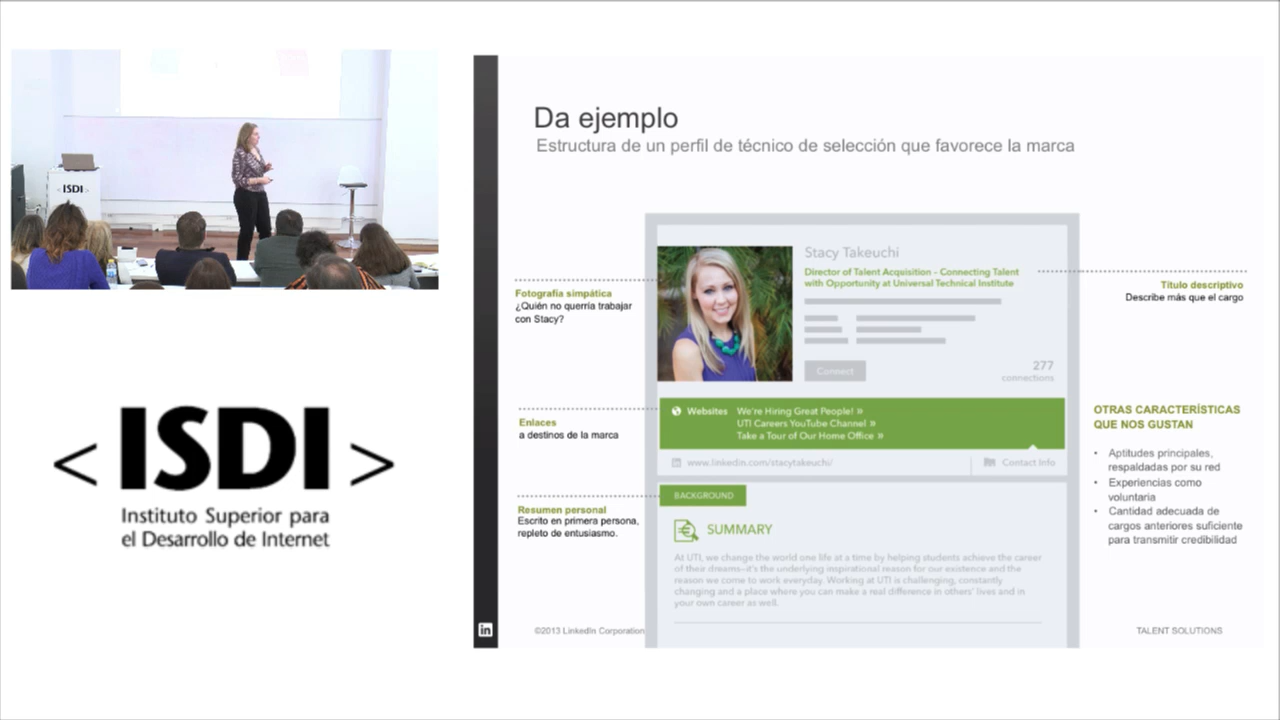 ‹ ISDI ›
< ISDI >
Instituto Superior para
el Desarrollo de Internet
Da ejemplo
Estructura de un perfil de técnico de selección que favorece la marca
Fotografía simpática
¿Quién no querría trabajar
con Stacy?
Enlaces
a destinos de la marca
Resumen personal
Escrito en primera persona,
repleto de entusiasmo.
Stacy Takeuchi
Director of Talent Acquisition - Connecting Talent
with Opportunity at Universal Technical Institute
Connect
277
connections
Websites
We're Hiring Great People! »
UTI Careers YouTube Channel »
Take a Tour of Our Home Office »
in www.linkedin.com/stacytakeuchi/
Contact Info
BACKGROUND
SUMMARY
At UTI, we change the world one life at a time by helping students achieve the career
of their dreams—it's the underlying inspirational reason for our existence and the
reason we come to work everyday. Working at UTI is challenging, constantly
changing and a place where you can make a real difference in others' lives and in
your own career as well.
Título descriptivo
Describe más que el cargo
OTRAS CARACTERÍSTICAS
QUE NOS GUSTAN
• Aptitudes principales,
respaldadas por su red
• Experiencias como
voluntaria
• Cantidad adecuada de
cargos anteriores suficiente
para transmitir credibilidad
in
©2013 LinkedIn Corporation
TALENT SOLUTIONS